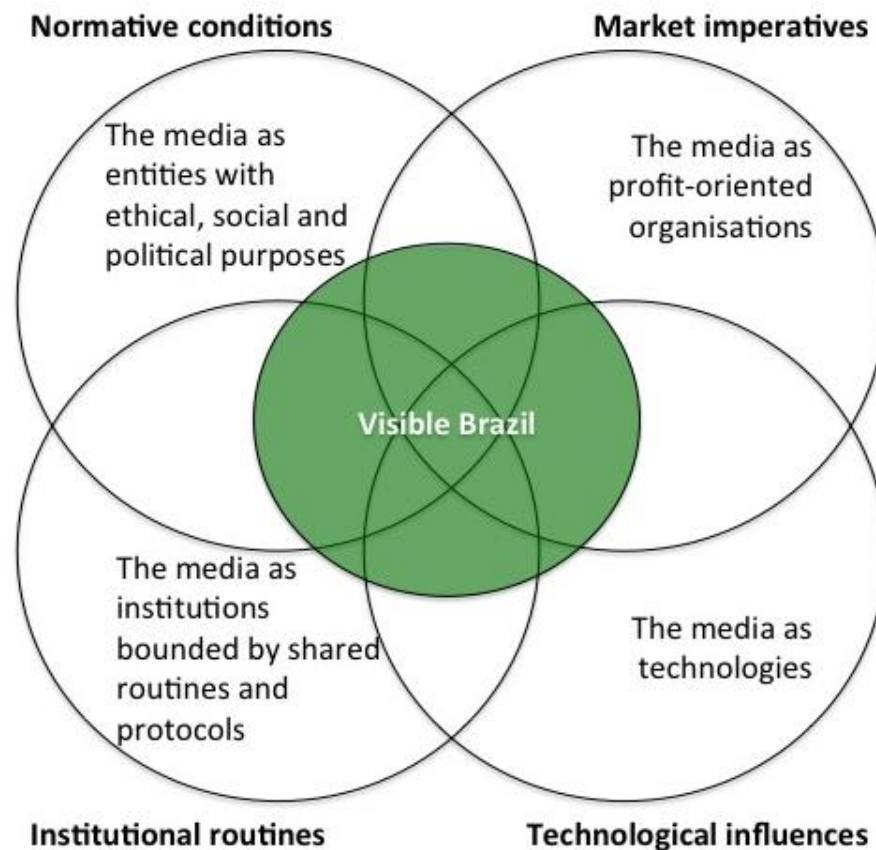 Normative conditions
Market imperatives
The media as
entities with
ethical, social and
political purposes
The media as
profit-oriented
organisations
Visible Brazil
The media as
institutions
bounded by shared
routines and
protocols
The media as
technologies
Institutional routines
Technological influences